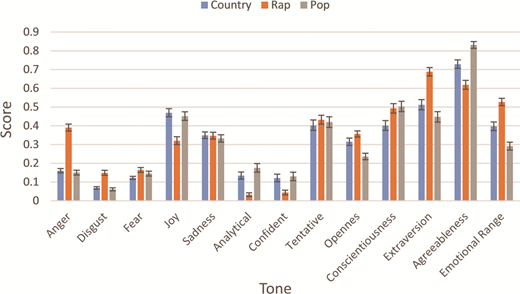 Country Rap Pop
0.9
0.8
0.7
0.6
0.5
0.4
0.3
0.2
0.1
0
Score
Anger
Disgust
Fear
Joy
Sadness
Analytical
Confident
Tentative
Opennes
Conscientiousness
Extraversion
Agreeableness
Emotional Range
Tone